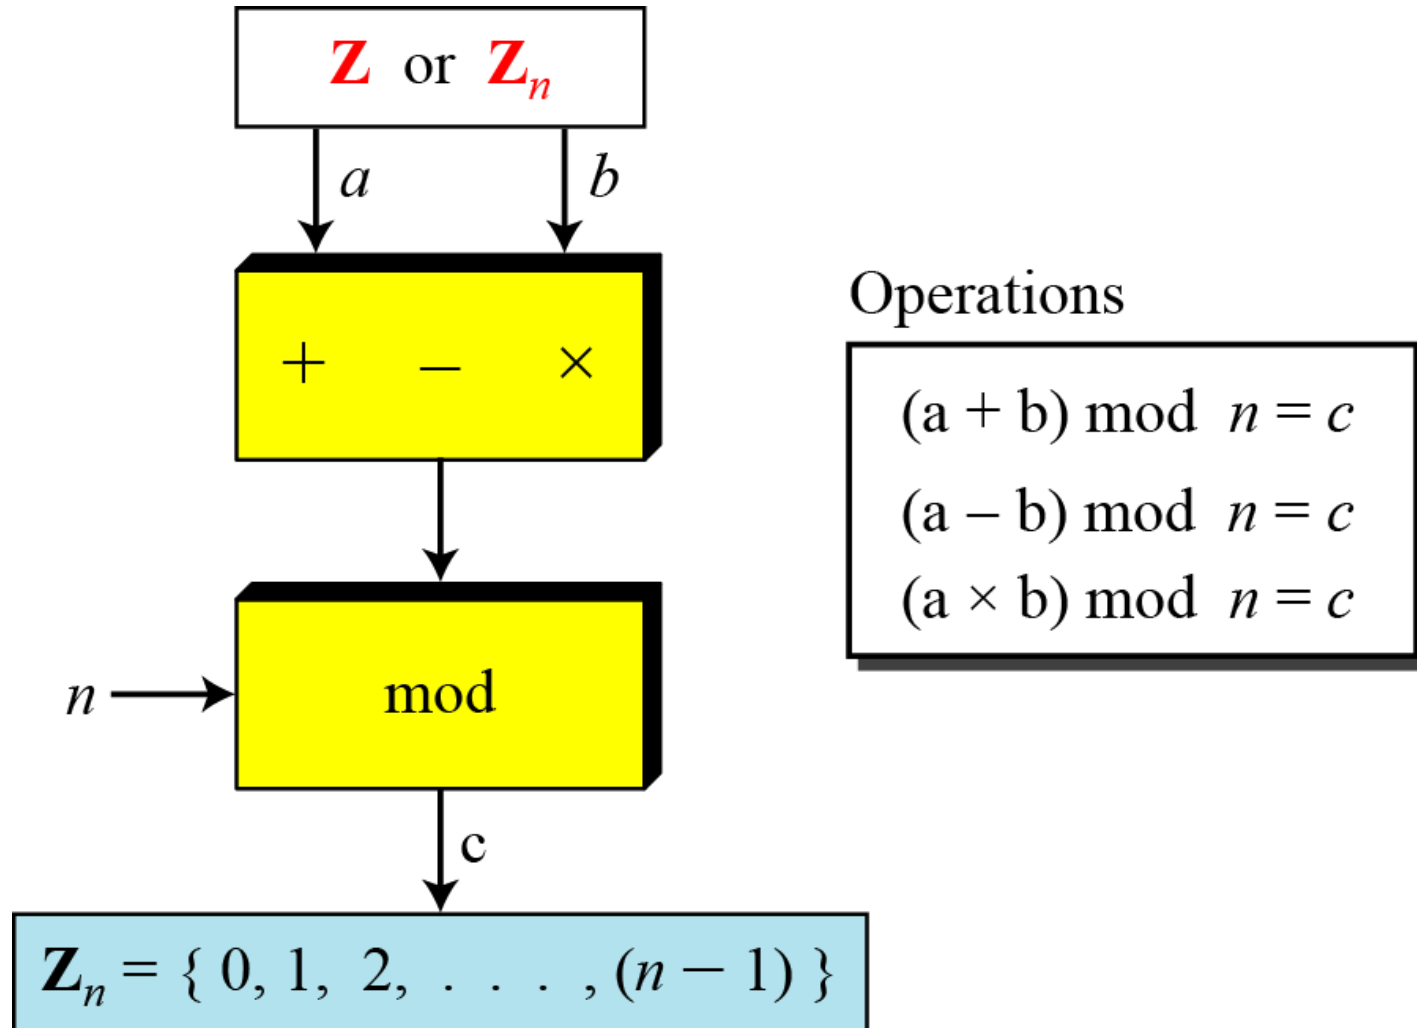 Z or Zn
a b
+ – ×
n mod
c
Zn = { 0, 1, 2, . . . , (n – 1) }
Operations
(a + b) mod n = c
(a – b) mod n = c
(a × b) mod n = c